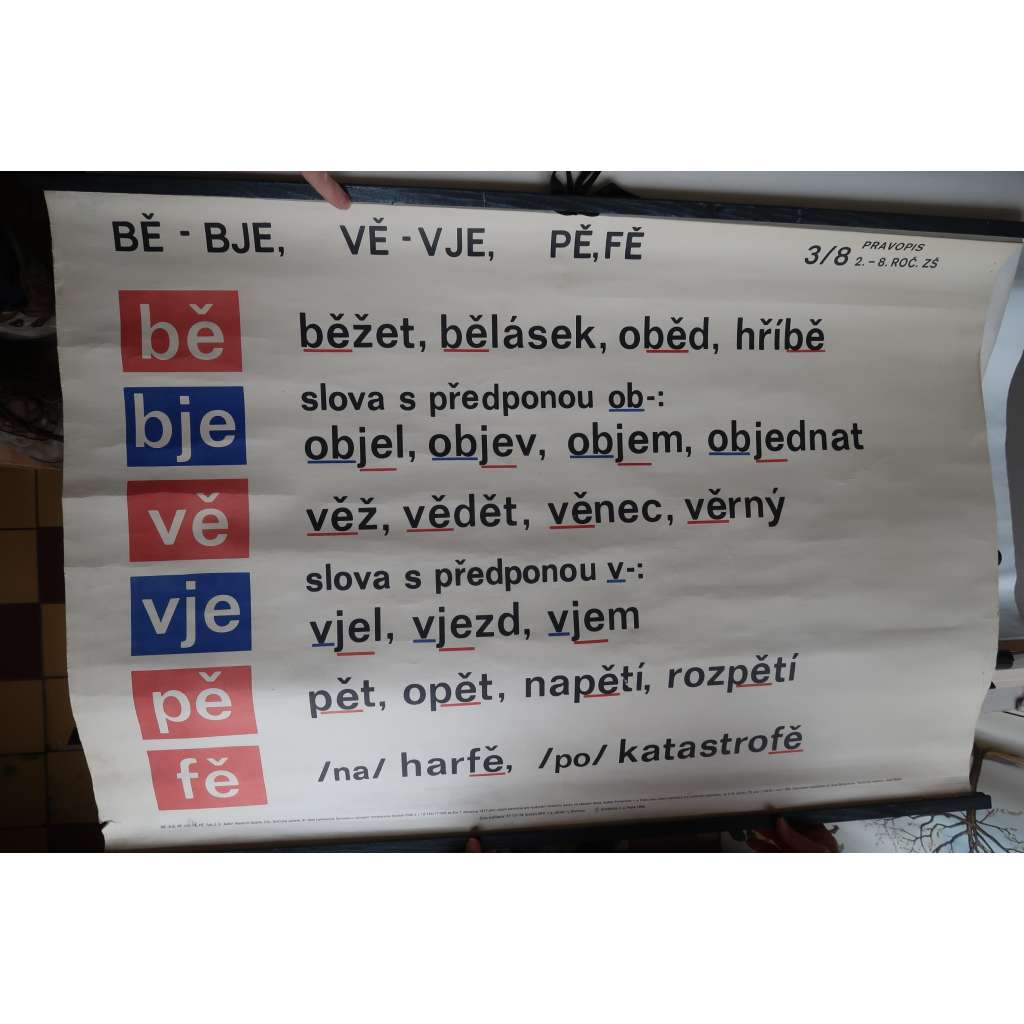 BĚ - BJE, VĚ - VJE, PĚ, FĚ
3/8 PRAVOPIS
2. – 8. ROČ. ZŠ
bě běžet, bělásek, oběd, hříbě
bje slova s předponou ob-:
objel, objev, objem, objednat
vě věž, vědět, věnec, věrný
vje slova s předponou v-:
vjel, vjezd, vjem
pě pět, opět, napětí, rozpětí
fě /na/ harfě, /po/ katastrofě